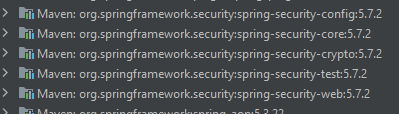 Maven: org.springframework.security:spring-security-config:5.7.2
Maven: org.springframework.security:spring-security-core:5.7.2
Maven: org.springframework.security:spring-security-crypto:5.7.2
Maven: org.springframework.security:spring-security-test:5.7.2
Maven: org.springframework.security:spring-security-web:5.7.2
Maven: org.springframework:spring-aop:5.3.22